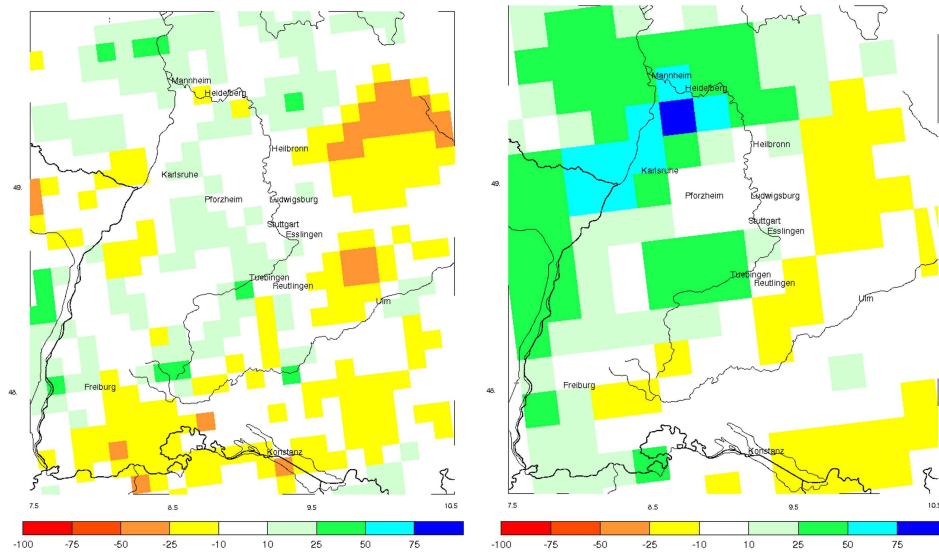 Mannheim
Heidelberg
Heilbronn
Karlsruhe
49.
Pforzheim
Ludwigsburg
Stuttgart
Esslingen
Tuebingen
Reutlingen
Ulm
Freiburg
48.
Konstanz
7.5 8.5 9.5 10.5
-100 -75 -50 -25 -10 10 25 50 75
Mannheim
Heidelberg
Heilbronn
Karlsruhe
49.
Pforzheim
Ludwigsburg
Stuttgart
Esslingen
Tuebingen
Reutlingen
Ulm
Freiburg
48.
Konstanz
7.5 8.5 9.5 10.5
-100 -75 -50 -25 -10 10 25 50 75